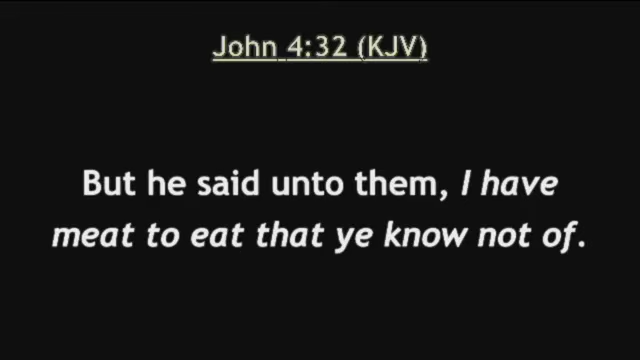 John 4:32 (KJV)
But he said unto them, I have
meat to eat that ye know not of.